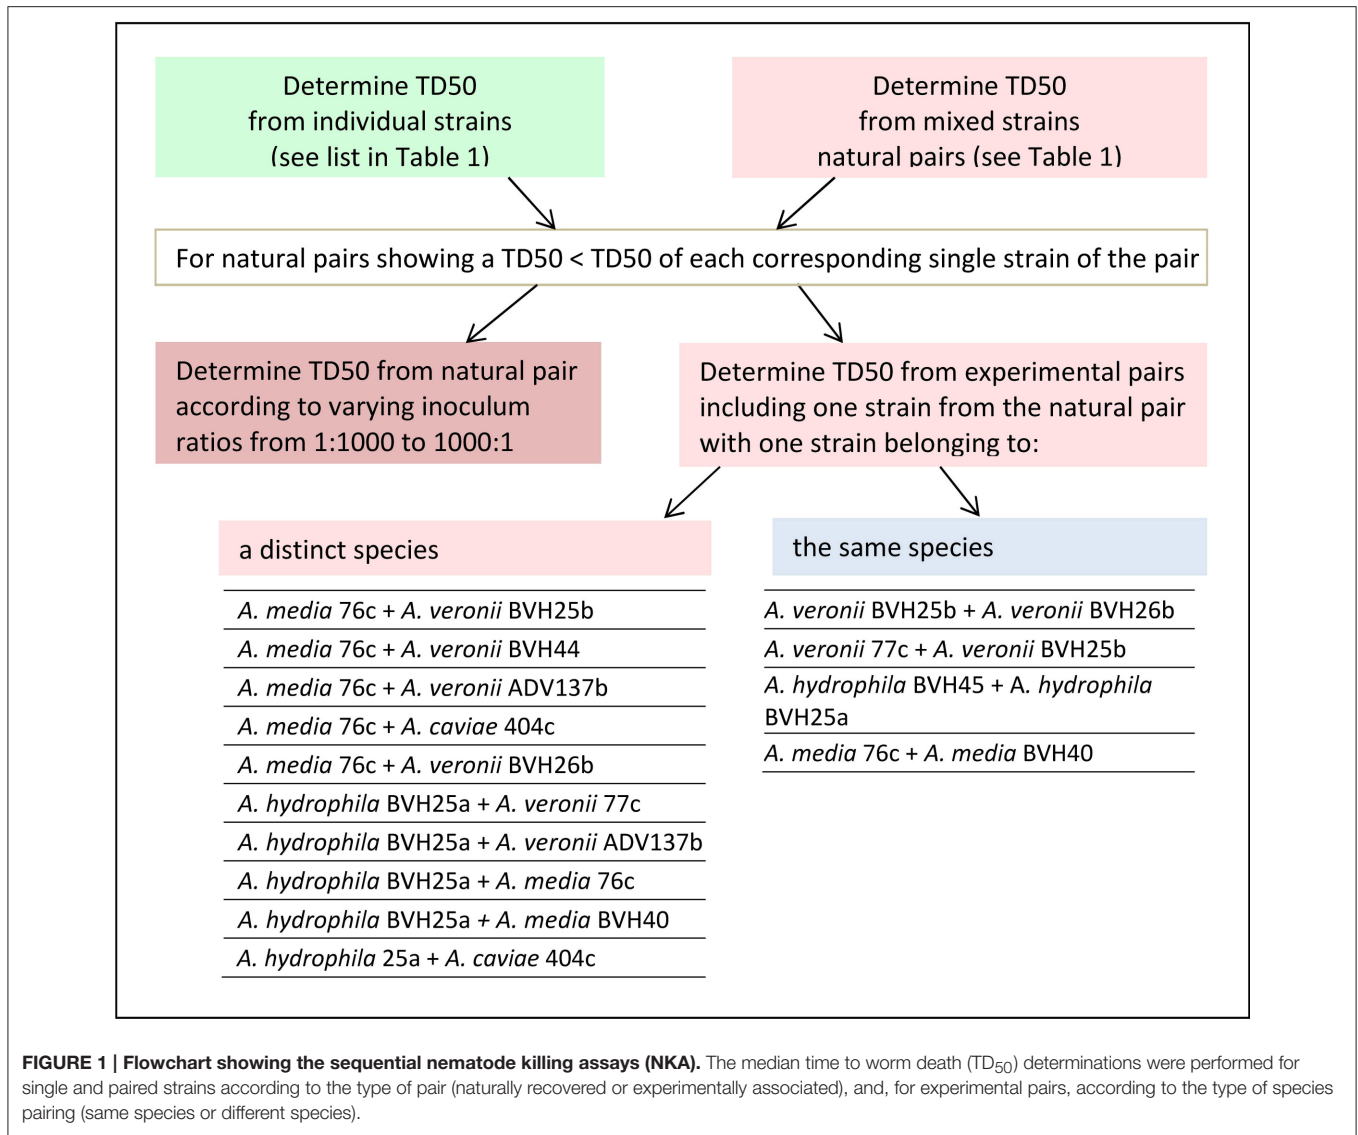 Determine TD50
from individual strains
(see list in Table 1)
Determine TD50
from mixed strains
natural pairs (see Table 1)
For natural pairs showing a TD50 < TD50 of each corresponding single strain of the pair
Determine TD50 from natural pair
according to varying inoculum
ratios from 1:1000 to 1000:1
Determine TD50 from experimental pairs
including one strain from the natural pair
with one strain belonging to:
a distinct species
A. media 76c + A. veronii BVH25b
A. media 76c + A. veronii BVH44
A. media 76c + A. veronii ADV137b
A. media 76c + A. caviae 404c
A. media 76c + A. veronii BVH26b
A. hydrophila BVH25a + A. veronii 77c
A. hydrophila BVH25a + A. veronii ADV137b
A. hydrophila BVH25a + A. media 76c
A. hydrophila BVH25a + A. media BVH40
A. hydrophila 25a + A. caviae 404c
the same species
A. veronii BVH25b + A. veronii BVH26b
A. veronii 77c + A. veronii BVH25b
A. hydrophila BVH45 + A. hydrophila
BVH25a
A. media 76c + A. media BVH40
FIGURE 1 | Flowchart showing the sequential nematode killing assays (NKA). The median time to worm death (TD50) determinations were performed for
single and paired strains according to the type of pair (naturally recovered or experimentally associated), and, for experimental pairs, according to the type of species
pairing (same species or different species).